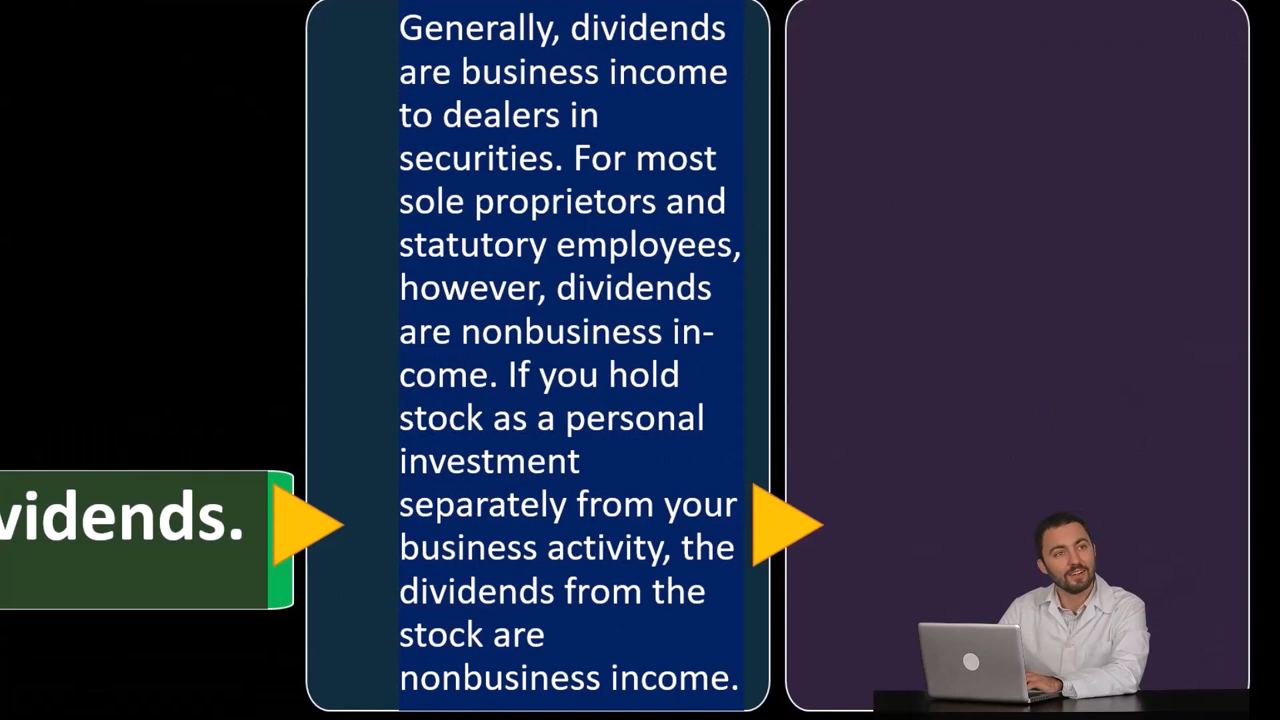 vidends.
Generally, dividends
are business income
to dealers in
securities. For most
sole proprietors and
statutory employees,
however, dividends
are nonbusiness in-
come. If you hold
stock as a personal
investment
separately from your
business activity, the
dividends from the
stock are
nonbusiness income.